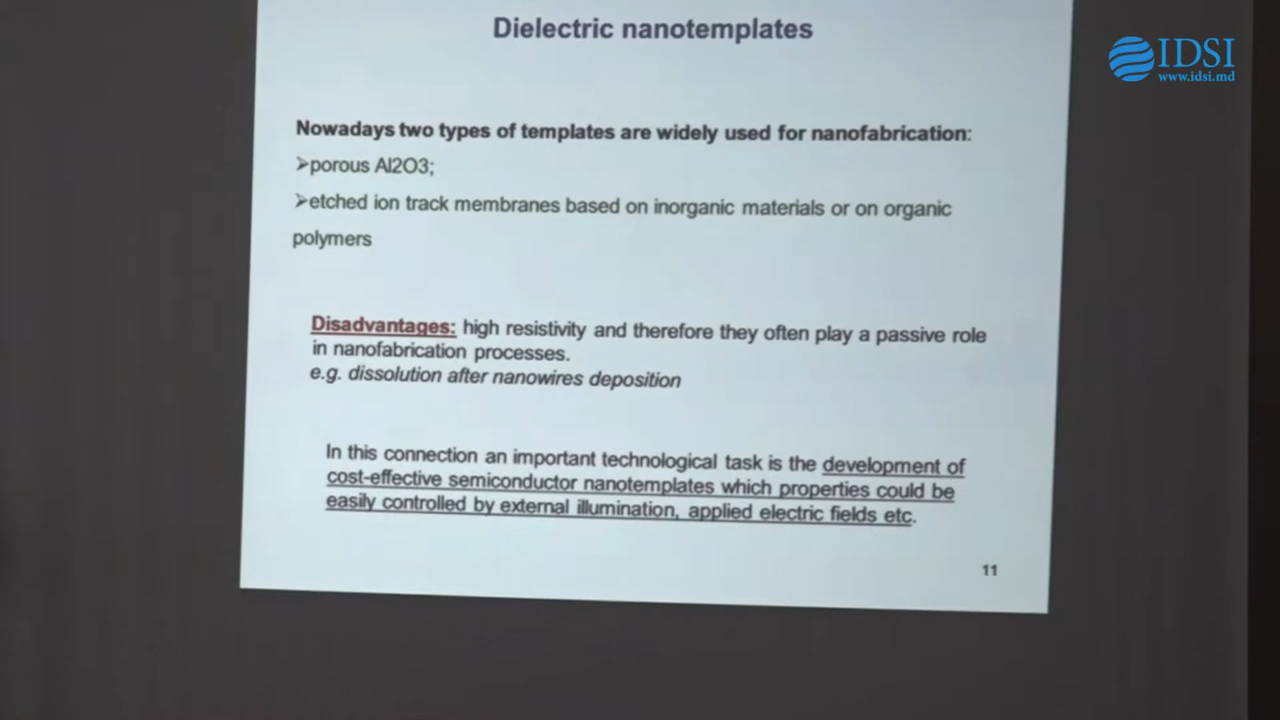 Dielectric nanotemplates
IDSI
www.idsi.md
Nowadays two types of templates are widely used for nanofabrication:
➢porous Al2O3;
➢etched ion track membranes based on inorganic materials or on organic
polymers
Disadvantages: high resistivity and therefore they often play a passive role
in nanofabrication processes.
e.g. dissolution after nanowires deposition
In this connection an important technological task is the development of
cost-effective semiconductor nanotemplates which properties could be
easily controlled by external illumination, applied electric fields etc.
11